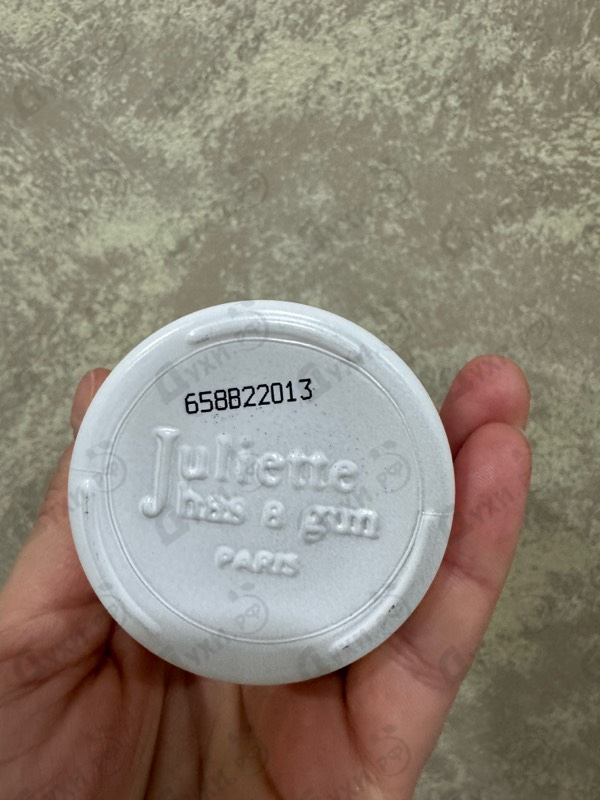 658B22013
Juliette
has a gun
PARIS